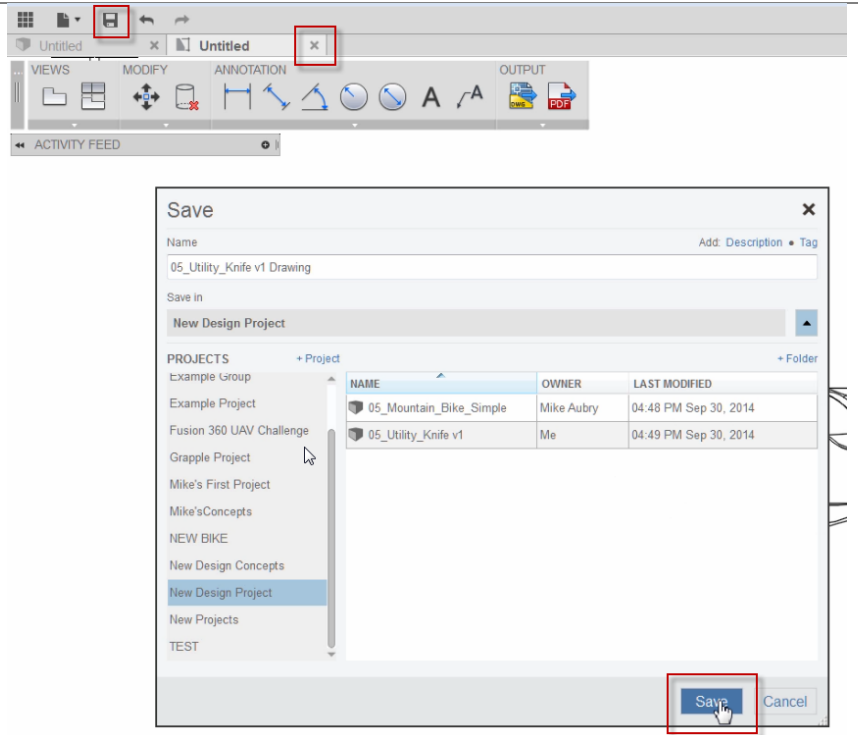 Untitled
Untitled
VIEWS MODIFY ANNOTATION OUTPUT
A A DWG PDF
ACTIVITY FEED
Save
Name Add: Description • Tag
05_Utility_Knife v1 Drawing
Save in
New Design Project
PROJECTS + Project + Folder
Example Group NAME OWNER LAST MODIFIED
Example Project 05_Mountain_Bike_Simple Mike Aubry 04:48 PM Sep 30, 2014
Fusion 360 UAV Challenge 05_Utility_Knife v1 Me 04:49 PM Sep 30, 2014
Grapple Project
Mike's First Project
Mike'sConcepts
NEW BIKE
New Design Concepts
New Design Project
New Projects
TEST
Save Cancel